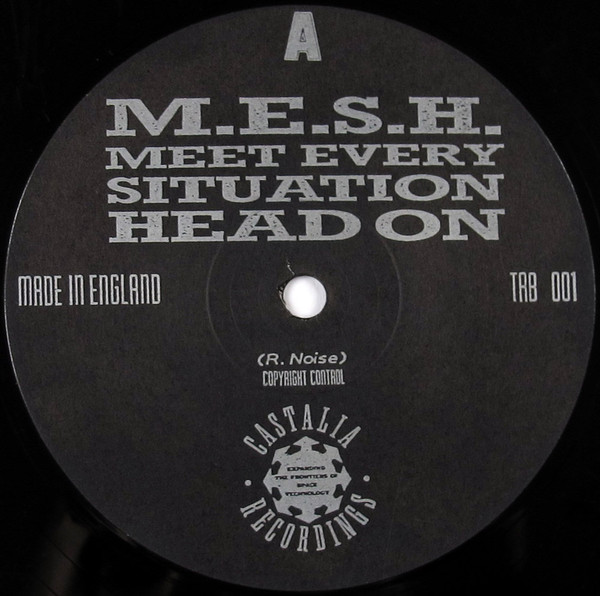 A
M.E.S.H.
MEET EVERY
SITUATION
HEAD ON
MADE IN ENGLAND
TRB 001
(R. Noise)
COPYRIGHT CONTROL
CASTALIA
EXPANDING
THE FRONTIERS OF
SPACE
TECHNOLOGY
· RECORDINGS ·